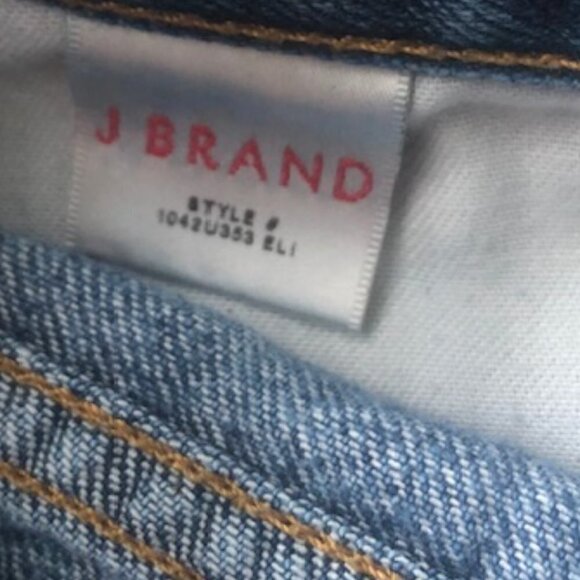 J BRAND
STYLE #
1042U353 ELI